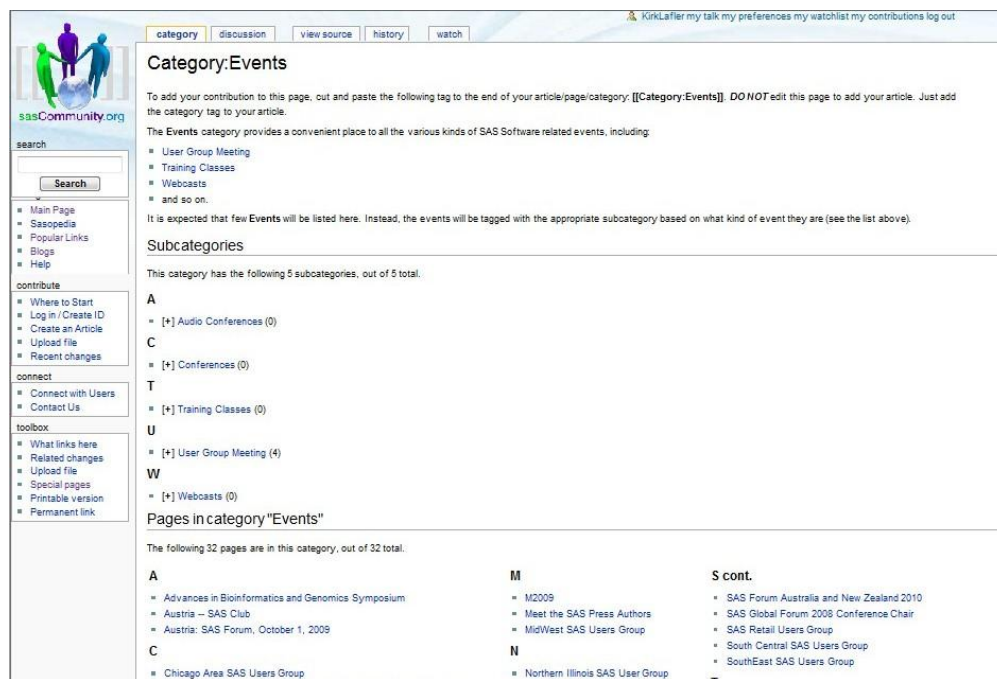 KirkLafler my talk my preferences my watchlist my contributions log out
category discussion view source history watch
sasCommunity.org
search
Search
Main Page
Sasopedia
Popular Links
Blogs
Help
contribute
Where to Start
Log in / Create ID
Create an Article
Upload file
Recent changes
connect
Connect with Users
Contact Us
toolbox
What links here
Related changes
Upload file
Special pages
Printable version
Permanent link
Category:Events
To add your contribution to this page, cut and paste the following tag to the end of your article/page/category: [[Category:Events]]. DO NOT edit this page to add your article. Just add
the category tag to your article.
The Events category provides a convenient place to all the various kinds of SAS Software related events, including:
User Group Meeting
Training Classes
Webcasts
and so on.
It is expected that few Events will be listed here. Instead, the events will be tagged with the appropriate subcategory based on what kind of event they are (see the list above).
Subcategories
This category has the following 5 subcategories, out of 5 total.
A
[+] Audio Conferences (0)
C
[+] Conferences (0)
T
[+] Training Classes (0)
U
[+] User Group Meeting (4)
W
[+] Webcasts (0)
Pages in category "Events"
The following 32 pages are in this category, out of 32 total.
A
Advances in Bioinformatics and Genomics Symposium
Austria -- SAS Club
Austria: SAS Forum, October 1, 2009
C
Chicago Area SAS Users Group
M
M2009
Meet the SAS Press Authors
MidWest SAS Users Group
N
Northern Illinois SAS User Group
S cont.
SAS Forum Australia and New Zealand 2010
SAS Global Forum 2008 Conference Chair
SAS Retail Users Group
South Central SAS Users Group
SouthEast SAS Users Group